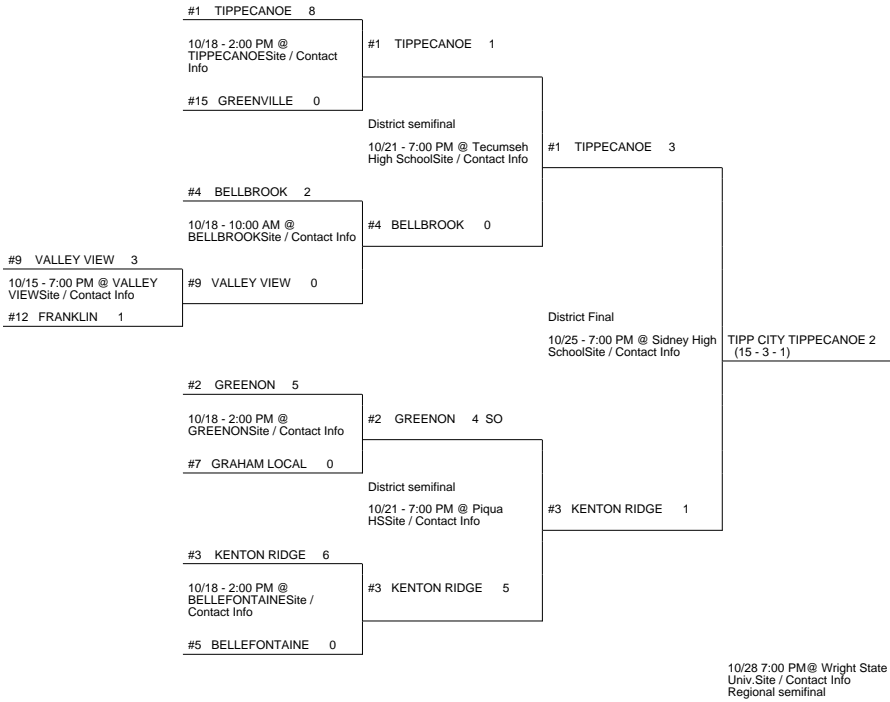 #1 TIPPECANOE 8
10/18 - 2:00 PM @
TIPPECANOESite / Contact
Info
#15 GREENVILLE 0
#1 TIPPECANOE 1
District semifinal
10/21 - 7:00 PM @ Tecumseh
High SchoolSite / Contact Info
#1 TIPPECANOE 3
#4 BELLBROOK 2
10/18 - 10:00 AM @
BELLBROOKSite / Contact Info
#4 BELLBROOK 0
#9 VALLEY VIEW 3
10/15 - 7:00 PM @ VALLEY
VIEWSite / Contact Info
#12 FRANKLIN 1
#9 VALLEY VIEW 0
District Final
10/25 - 7:00 PM @ Sidney High
SchoolSite / Contact Info
TIPP CITY TIPPECANOE 2
(15 - 3 - 1)
#2 GREENON 5
10/18 - 2:00 PM @
GREENONSite / Contact Info
#7 GRAHAM LOCAL 0
#2 GREENON 4 SO
District semifinal
10/21 - 7:00 PM @ Piqua
HSSite / Contact Info
#3 KENTON RIDGE 1
#3 KENTON RIDGE 6
10/18 - 2:00 PM @
BELLEFONTAINESite /
Contact Info
#5 BELLEFONTAINE 0
#3 KENTON RIDGE 5
10/28 7:00 PM@ Wright State
Univ.Site / Contact Info
Regional semifinal